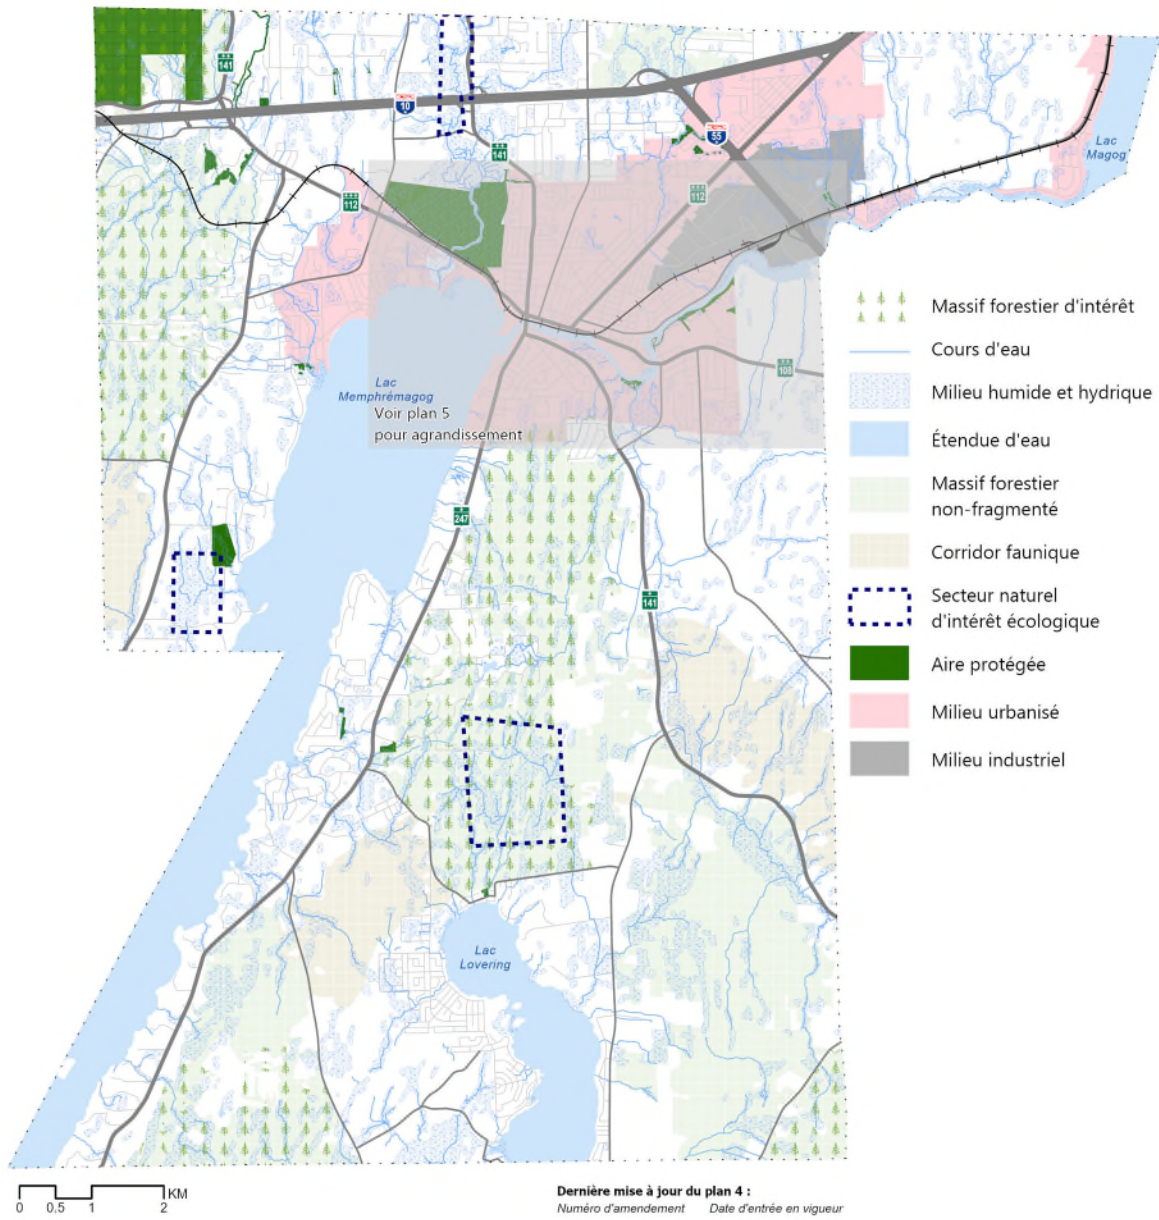 141
10
141
55
112
112
Lac
Magog
108
Lac
Memphrémagog
Voir plan 5
pour agrandissement
247
141
Lac
Lovering
Massif forestier d'intérêt
Cours d'eau
Milieu humide et hydrique
Étendue d'eau
Massif forestier
non-fragmenté
Corridor faunique
Secteur naturel
d'intérêt écologique
Aire protégée
Milieu urbanisé
Milieu industriel
KM
0 0.5 1 2
Dernière mise à jour du plan 4 :
Numéro d'amendement Date d'entrée en vigueur